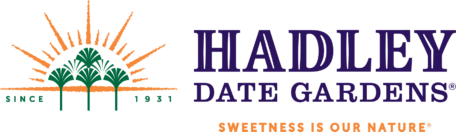 SINCE 1931
HADLEY
DATE GARDENS®
SWEETNESS IS OUR NATURE®